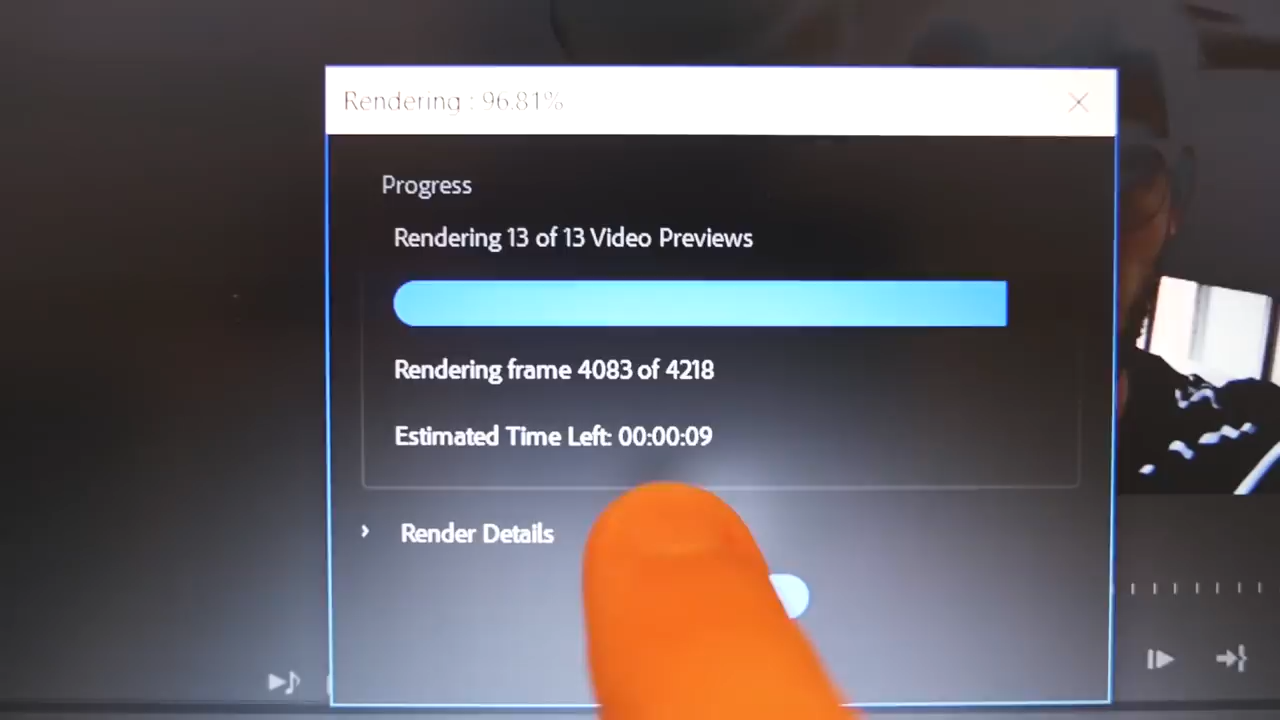 Rendering : 96.81%
Progress
Rendering 13 of 13 Video Previews
Rendering frame 4083 of 4218
Estimated Time Left: 00:00:09
Render Details